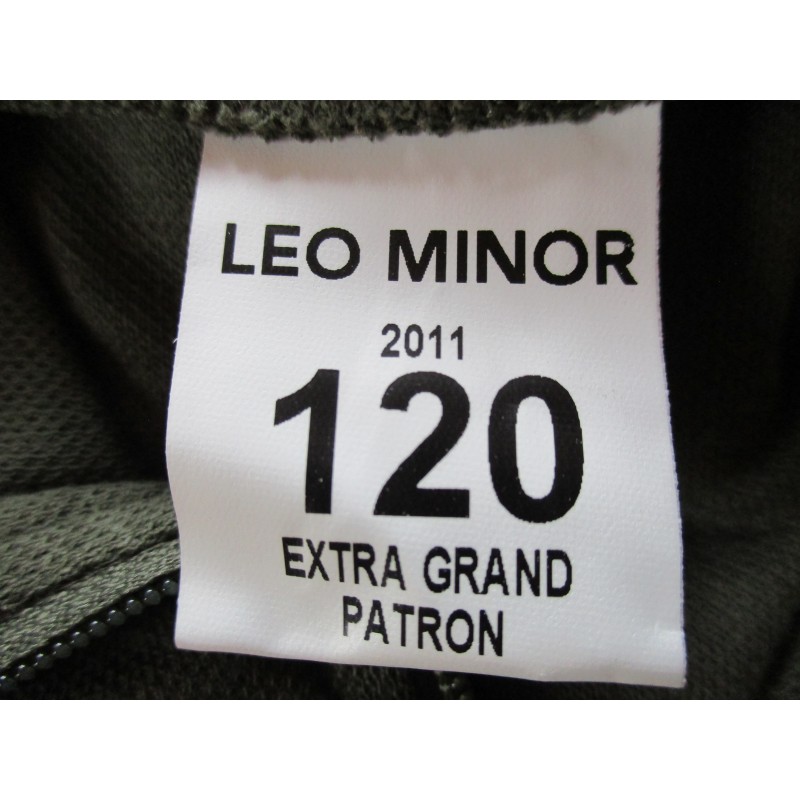 LEO MINOR
2011
120
EXTRA GRAND
PATRON